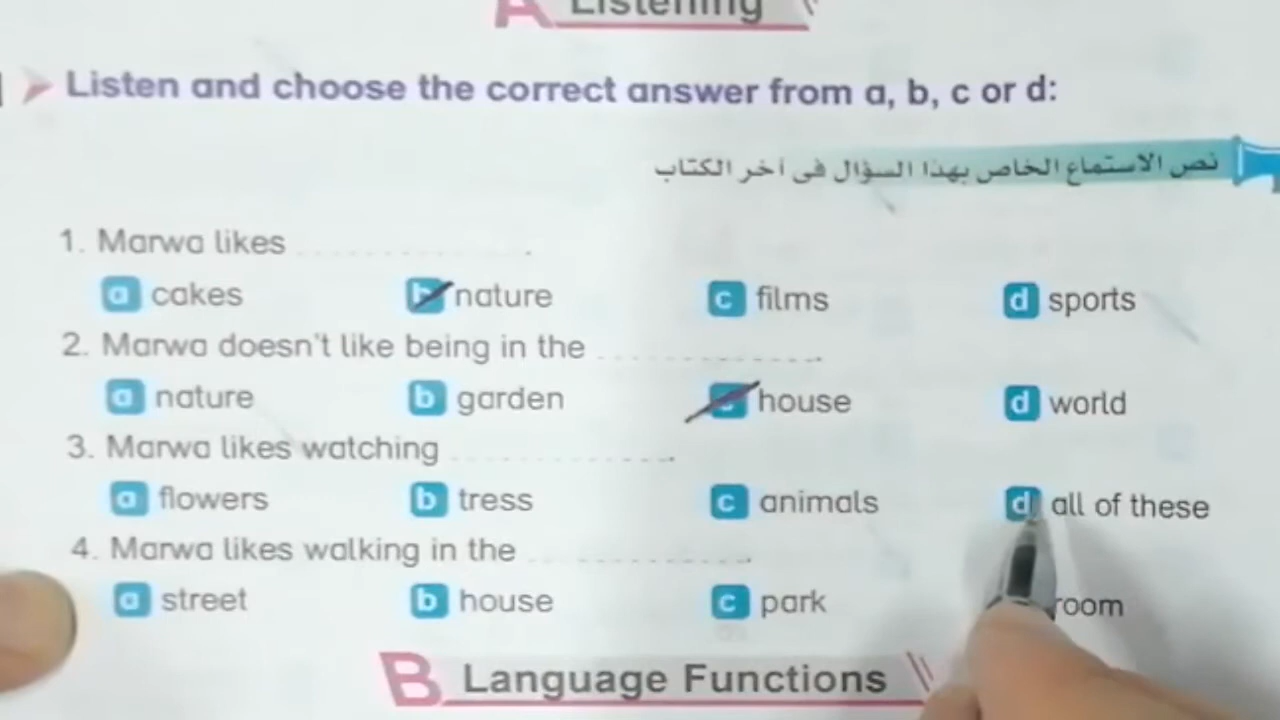 A Listening
Listen and choose the correct answer from a, b, c or d:
نص الاستماع الخاص بهذا السؤال فى آخر الكتاب
1. Marwa likes ..............
a cakes b nature c films d sports
2. Marwa doesn't like being in the ..............
a nature b garden c house d world
3. Marwa likes watching ..............
a flowers b tress c animals d all of these
4. Marwa likes walking in the ..............
a street b house c park room
B Language Functions